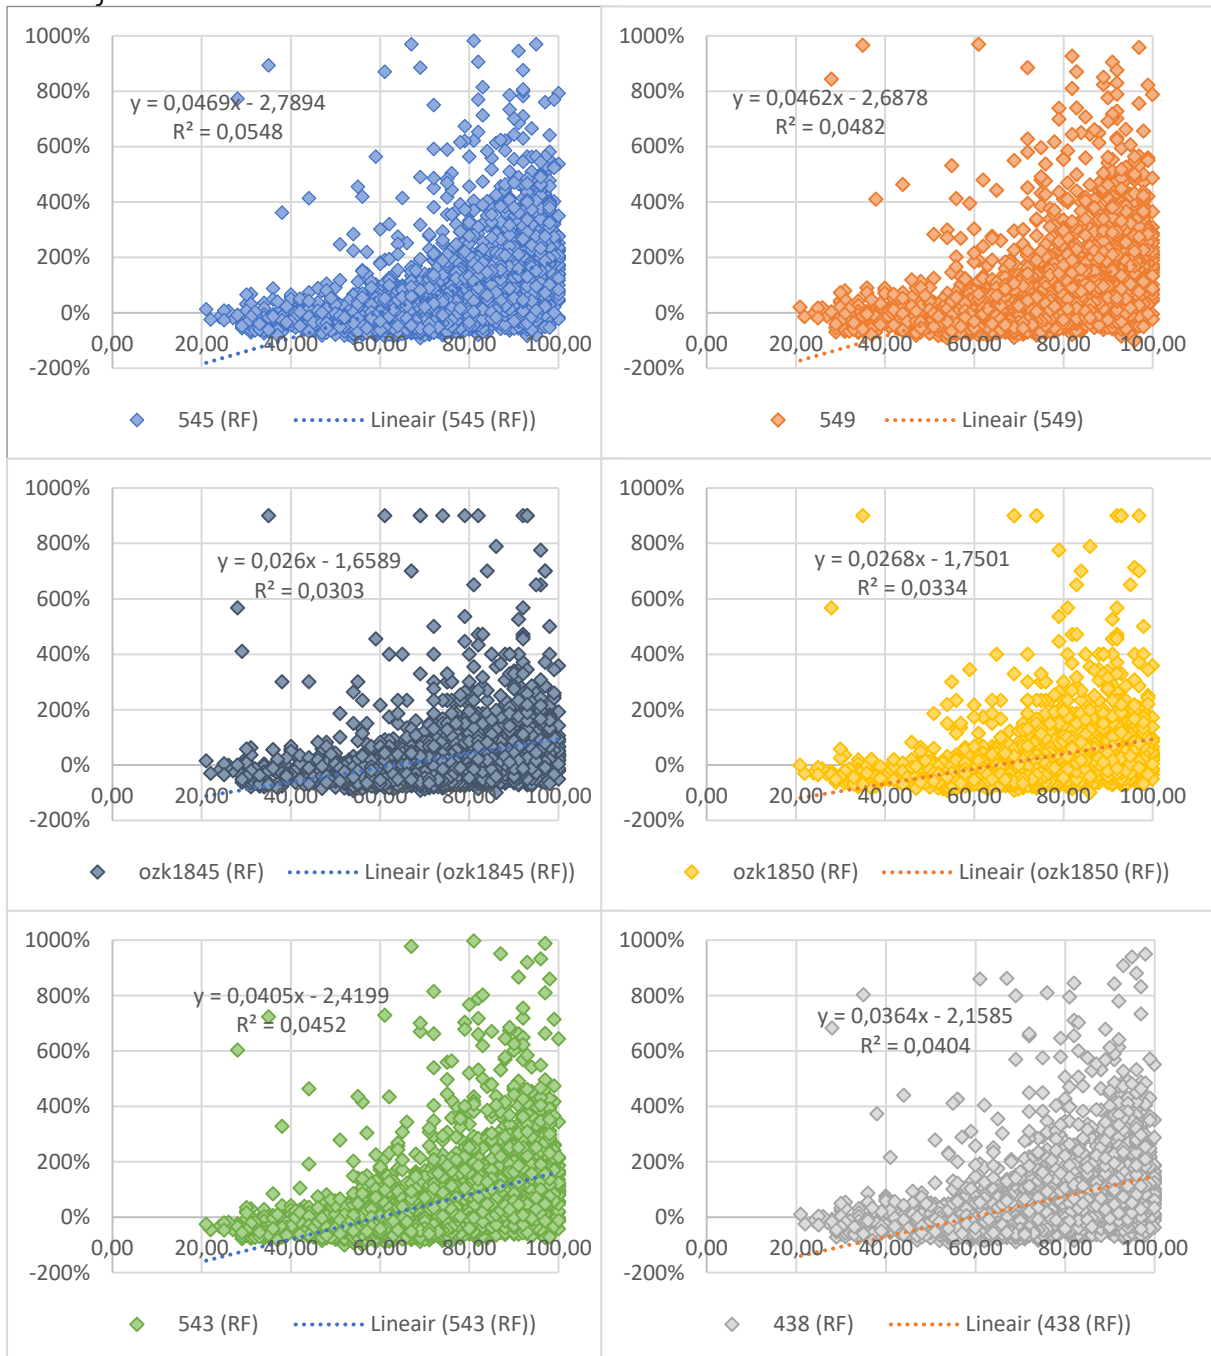 1000%
800%
600%
400%
200%
0%
-200%
0,00 20,00 40,00 60,00 80,00 100,00
y = 0,0469x - 2,7894
R² = 0,0548
545 (RF) Lineair (545 (RF))
1000%
800%
600%
400%
200%
0%
-200%
0,00 20,00 40,00 60,00 80,00 100,00
y = 0,0462x - 2,6878
R² = 0,0482
549 Lineair (549)
1000%
800%
600%
400%
200%
0%
-200%
0,00 20,00 40,00 60,00 80,00 100,00
y = 0,026x - 1,6589
R² = 0,0303
ozk1845 (RF) Lineair (ozk1845 (RF))
1000%
800%
600%
400%
200%
0%
-200%
0,00 20,00 40,00 60,00 80,00 100,00
y = 0,0268x - 1,7501
R² = 0,0334
ozk1850 (RF) Lineair (ozk1850 (RF))
1000%
800%
600%
400%
200%
0%
-200%
0,00 20,00 40,00 60,00 80,00 100,00
y = 0,0405x - 2,4199
R² = 0,0452
543 (RF) Lineair (543 (RF))
1000%
800%
600%
400%
200%
0%
-200%
0,00 20,00 40,00 60,00 80,00 100,00
y = 0,0364x - 2,1585
R² = 0,0404
438 (RF) Lineair (438 (RF))